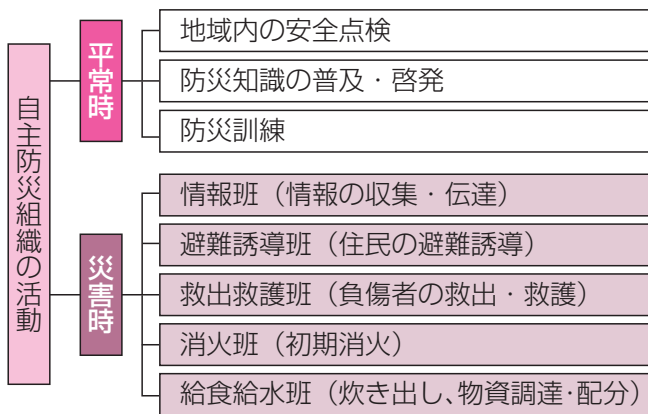 自主防災組織の活動
平常時
地域内の安全点検
防災知識の普及・啓発
防災訓練
災害時
情報班（情報の収集・伝達）
避難誘導班（住民の避難誘導）
救出救護班（負傷者の救出・救護）
消火班（初期消火）
給食給水班（炊き出し、物資調達・配分）